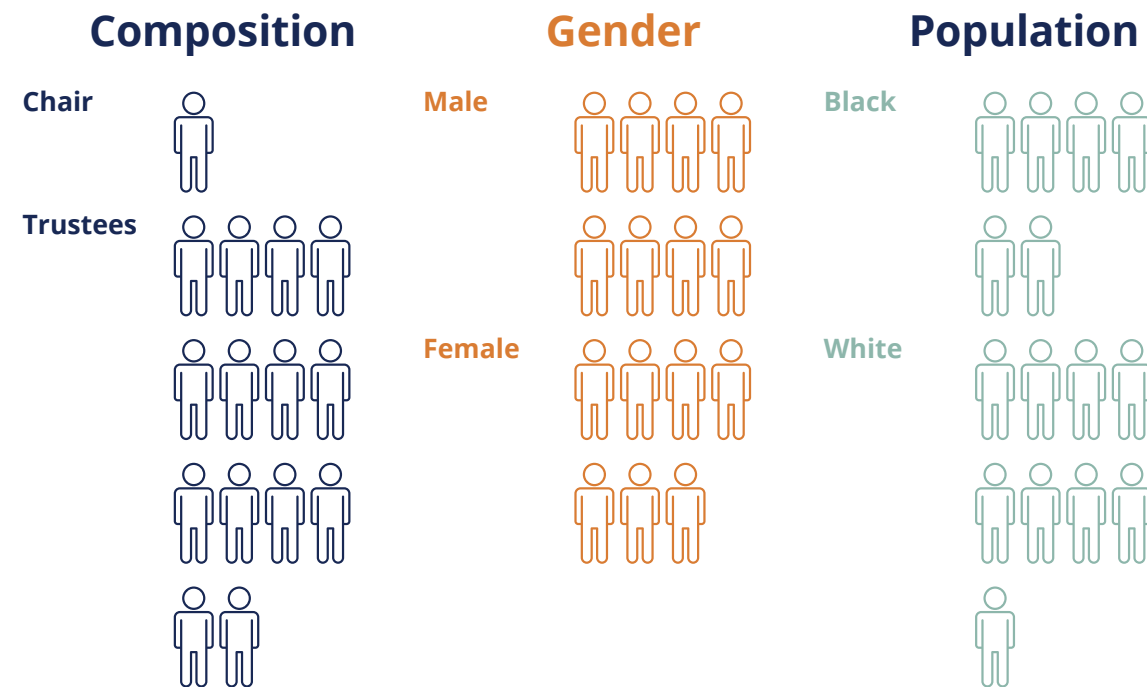 Composition
Gender
Population
Chair
Male
Black
Trustees
Female
White